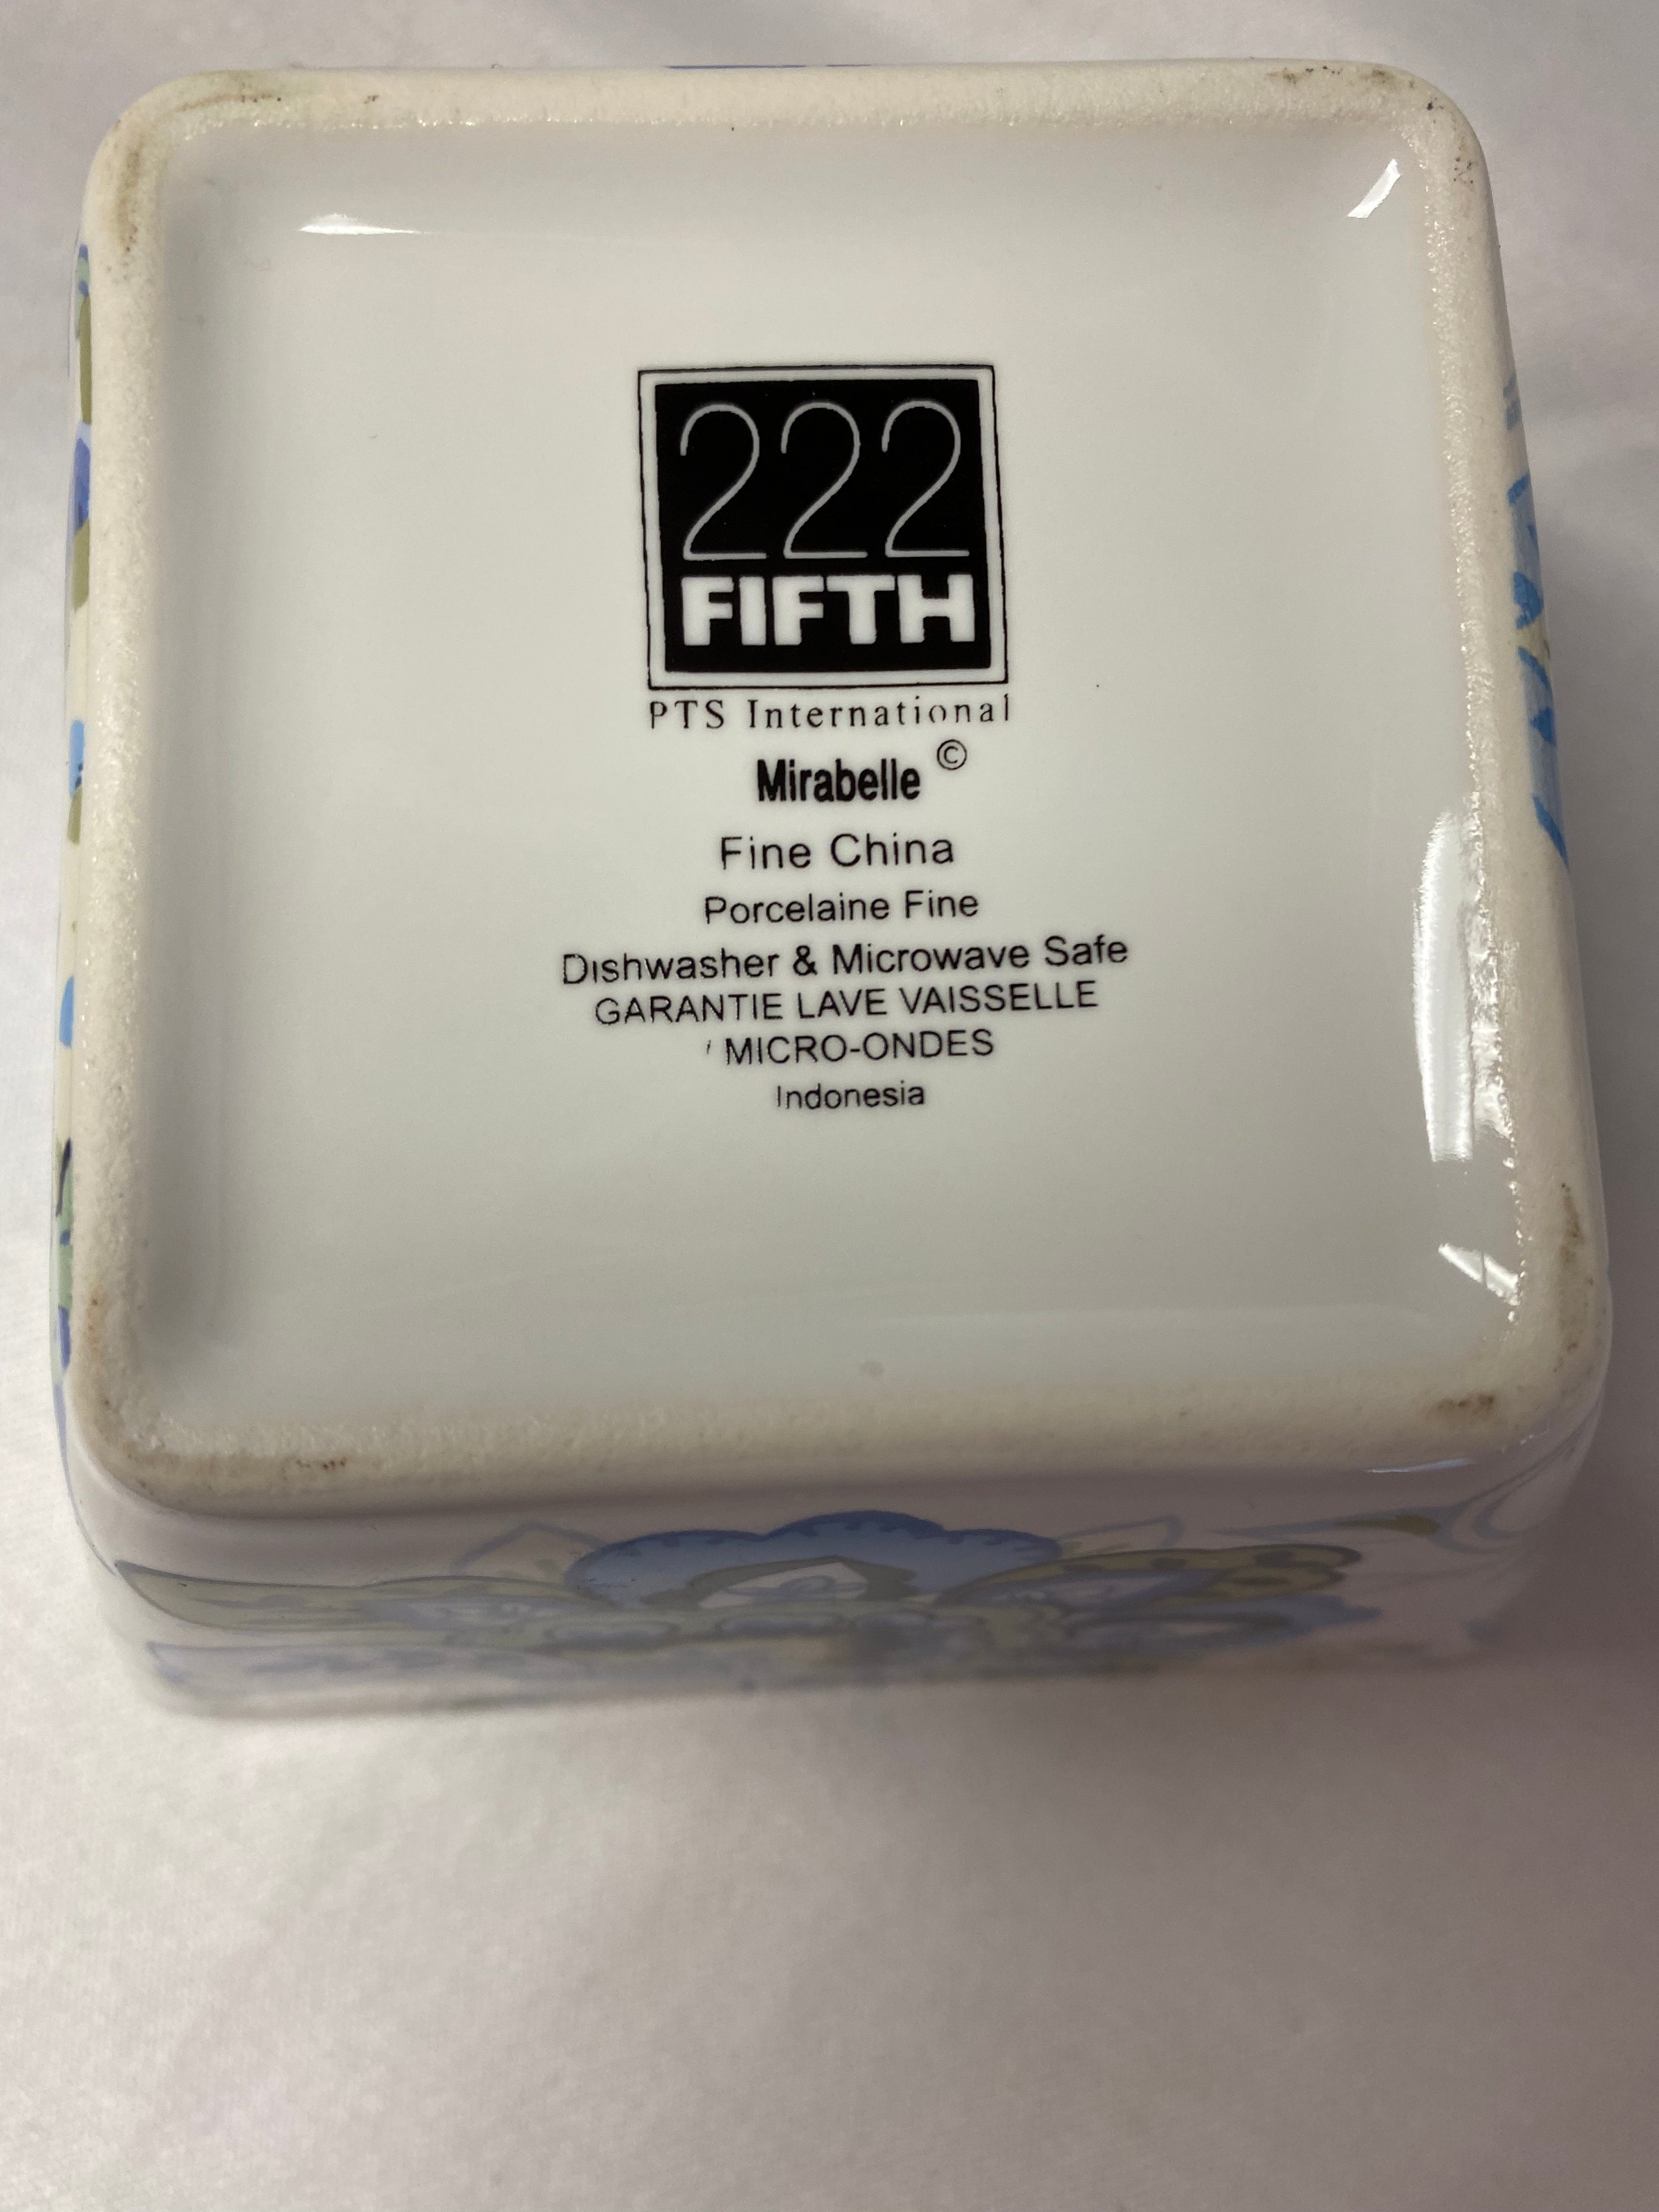 222
FIFTH
PTS International
Mirabelle ©
Fine China
Porcelaine Fine
Dishwasher & Microwave Safe
GARANTIE LAVE VAISSELLE
MICRO-ONDES
Indonesia